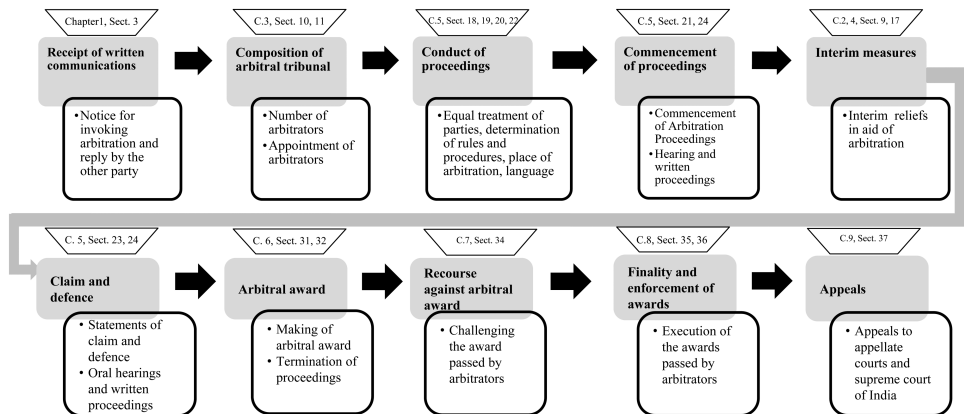 Chapter1, Sect. 3
Receipt of written
communications
•Notice for
invoking
arbitration and
reply by the
other party
C.3, Sect. 10, 11
Composition of
arbitral tribunal
•Number of
arbitrators
•Appointment of
arbitrators
C.5, Sect. 18, 19, 20, 22
Conduct of
proceedings
•Equal treatment of
parties, determination
of rules and
procedures, place of
arbitration, language
C.5, Sect. 21, 24
Commencement
of proceedings
•Commencement
of Arbitration
Proceedings
•Hearing and
written
proceedings
C.2, 4, Sect. 9, 17
Interim measures
•Interim reliefs
in aid of
arbitration
C. 5, Sect. 23, 24
Claim and
defence
• Statements of
claim and
defence
• Oral hearings
and written
proceedings
C. 6, Sect. 31, 32
Arbitral award
• Making of
arbitral award
• Termination of
proceedings
C.7, Sect. 34
Recourse
against arbitral
award
• Challenging
the award
passed by
arbitrators
C.8, Sect. 35, 36
Finality and
enforcement of
awards
• Execution of
the awards
passed by
arbitrators
C.9, Sect. 37
Appeals
• Appeals to
appellate
courts and
supreme court
of India